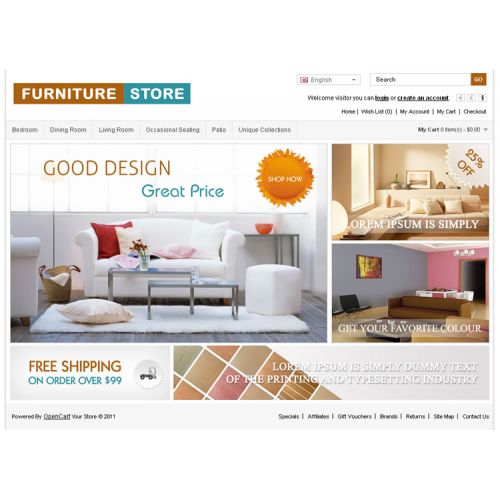 English
Search
GO
FURNITURE STORE
Welcome visitor you can login or create an account.
€ £ $
Home | Wish List (0) | My Account | My Cart | Checkout
Bedroom Dining Room Living Room Occasional Seating Patio Unique Collections
My Cart 0 item(s) - $0.00
GOOD DESIGN
Great Price
SHOP NOW
25%
OFF
LOREM IPSUM IS SIMPLY
GET YOUR FAVORITE COLOUR
FREE SHIPPING
ON ORDER OVER $99
LOREM IPSUM IS SIMPLY DUMMY TEXT
OF THE PRINTING AND TYPESETTING INDUSTRY
Powered By OpenCart Your Store © 2011
Specials | Affiliates | Gift Vouchers | Brands | Returns | Site Map | Contact Us